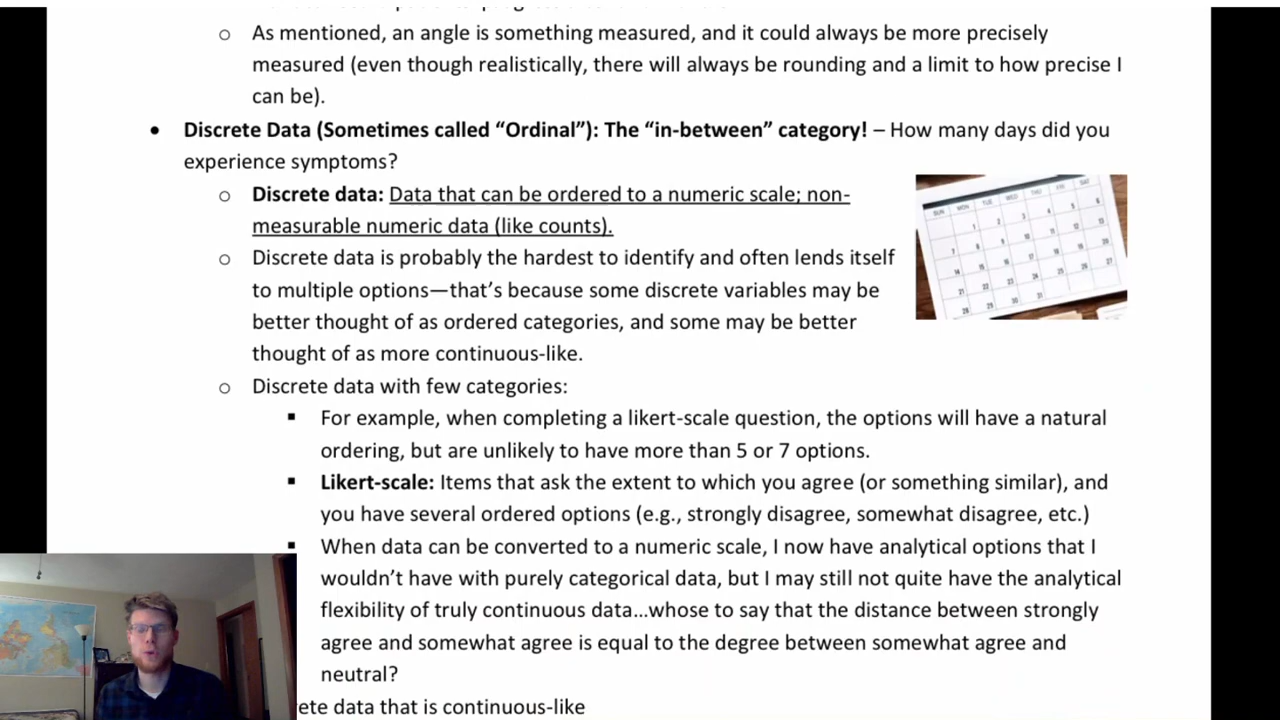 o As mentioned, an angle is something measured, and it could always be more precisely
measured (even though realistically, there will always be rounding and a limit to how precise I
can be).
• Discrete Data (Sometimes called “Ordinal”): The “in-between” category! – How many days did you
experience symptoms?
o Discrete data: Data that can be ordered to a numeric scale; non-
measurable numeric data (like counts).
o Discrete data is probably the hardest to identify and often lends itself
to multiple options—that’s because some discrete variables may be
better thought of as ordered categories, and some may be better
thought of as more continuous-like.
o Discrete data with few categories:
▪ For example, when completing a likert-scale question, the options will have a natural
ordering, but are unlikely to have more than 5 or 7 options.
▪ Likert-scale: Items that ask the extent to which you agree (or something similar), and
you have several ordered options (e.g., strongly disagree, somewhat disagree, etc.)
▪ When data can be converted to a numeric scale, I now have analytical options that I
wouldn’t have with purely categorical data, but I may still not quite have the analytical
flexibility of truly continuous data...whose to say that the distance between strongly
agree and somewhat agree is equal to the degree between somewhat agree and
neutral?
rete data that is continuous-like
SUN MON TUE WED THU FRI SAT